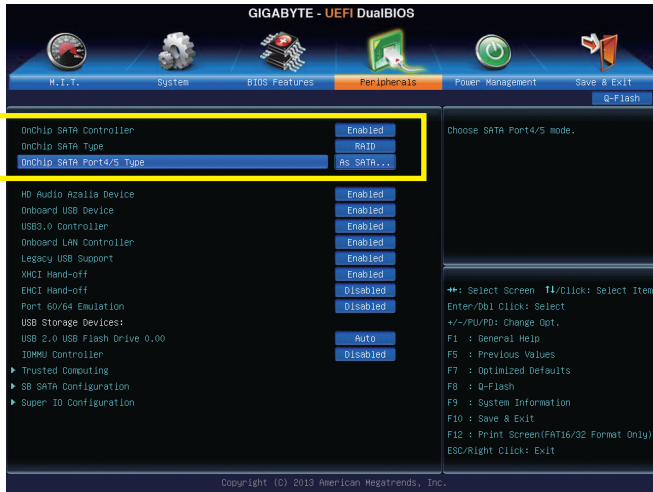 GIGABYTE - UEFI DualBIOS
M.I.T. System BIOS Features Peripherals Power Management Save & Exit
Q-Flash
OnChip SATA Controller Enabled
OnChip SATA Type RAID
OnChip SATA Port4/5 Type As SATA...
Choose SATA Port4/5 mode.
HD Audio Azalia Device Enabled
Onboard USB Device Enabled
USB3.0 Controller Enabled
Onboard LAN Controller Enabled
Legacy USB Support Enabled
XHCI Hand-off Enabled
EHCI Hand-off Disabled
Port 60/64 Emulation Disabled
USB Storage Devices:
USB 2.0 USB Flash Drive 0.00 Auto
IOMMU Controller Disabled
Trusted Computing
SB SATA Configuration
Super IO Configuration
: Select Screen ↑↓/Click: Select Item
Enter/Dbl Click: Select
+/-/PU/PD: Change Opt.
F1 : General Help
F5 : Previous Values
F7 : Optimized Defaults
F8 : Q-Flash
F9 : System Information
F10 : Save & Exit
F12 : Print Screen(FAT16/32 Format Only)
ESC/Right Click: Exit
Copyright (C) 2013 American Megatrends, Inc.